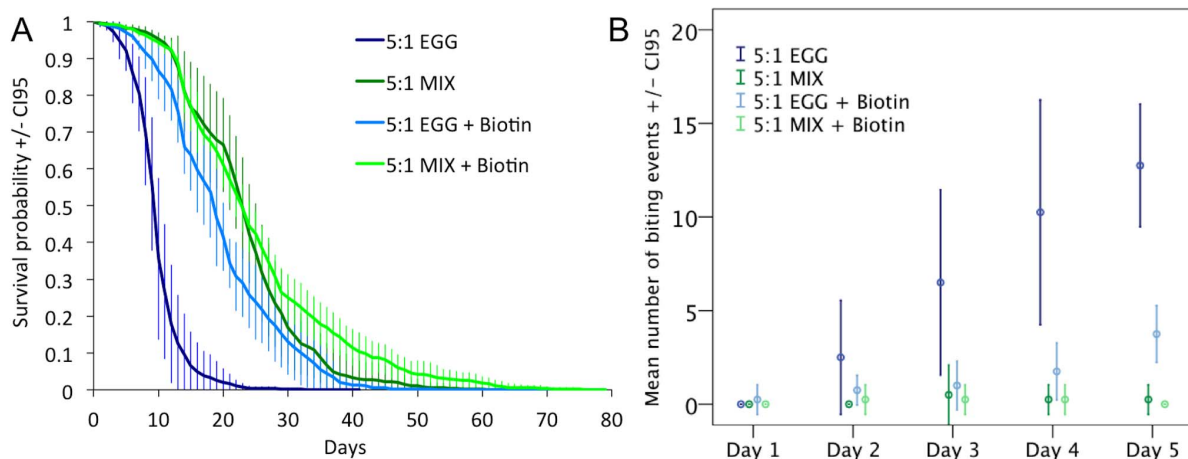 A
Survival probability +/- CI95
1
0.9
0.8
0.7
0.6
0.5
0.4
0.3
0.2
0.1
0
0 10 20 30 40 50 60 70 80
Days
5:1 EGG
5:1 MIX
5:1 EGG + Biotin
5:1 MIX + Biotin
B
Mean number of biting events +/- CI95
20
15
10
5
0
5:1 EGG
5:1 MIX
5:1 EGG + Biotin
5:1 MIX + Biotin
Day 1 Day 2 Day 3 Day 4 Day 5